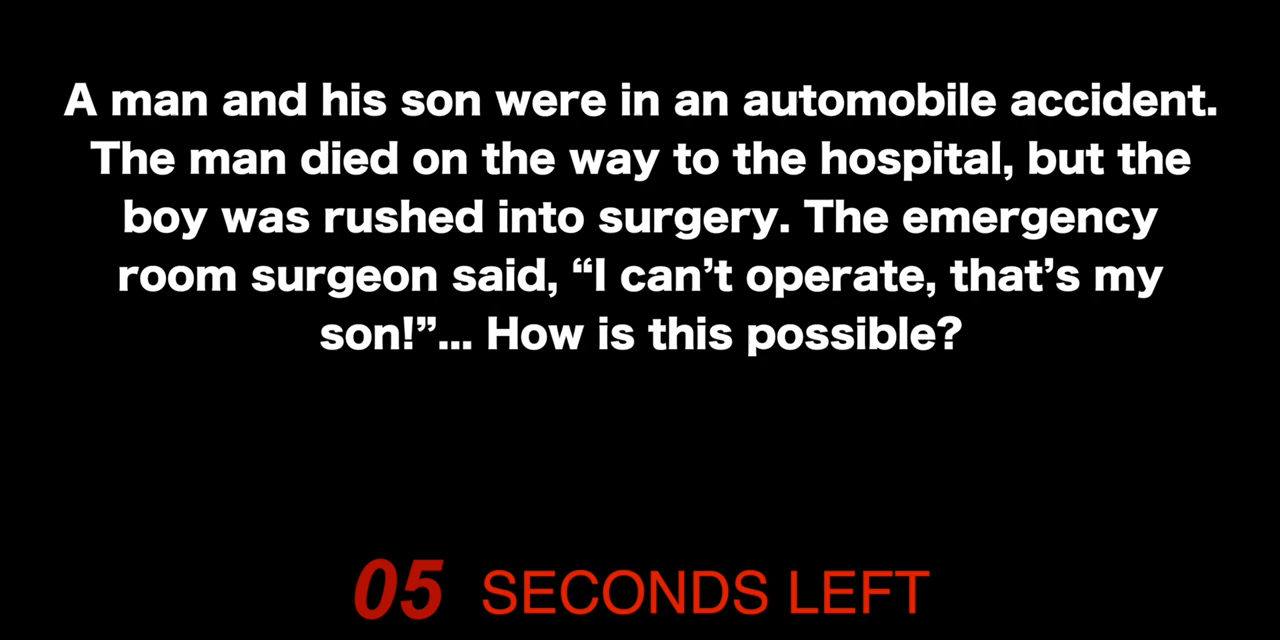 A man and his son were in an automobile accident.
The man died on the way to the hospital, but the
boy was rushed into surgery. The emergency
room surgeon said, “I can’t operate, that’s my
son!”... How is this possible?
05 SECONDS LEFT